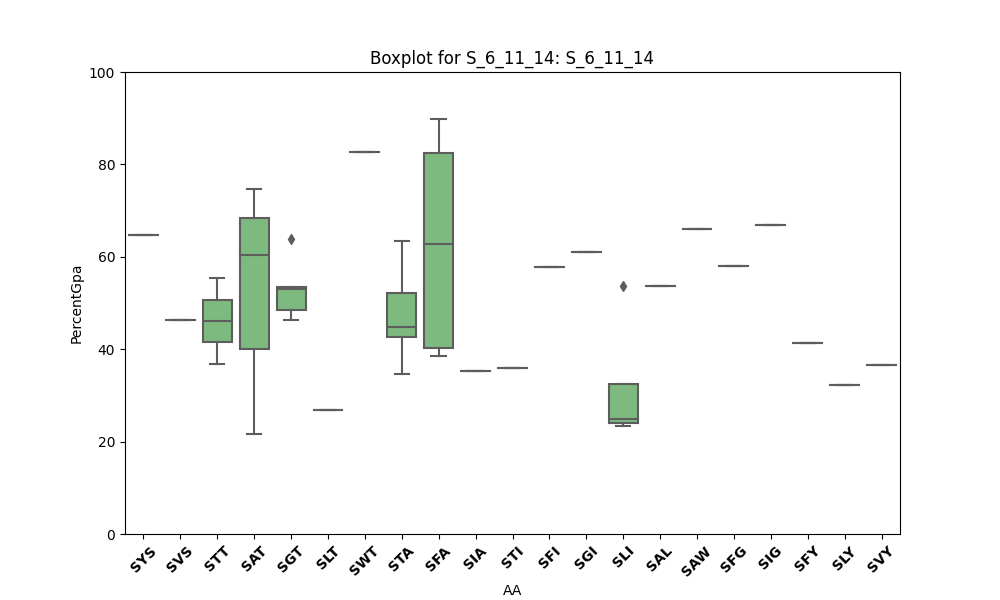 Boxplot for S_6_11_14: S_6_11_14
100
80
60
40
20
0
PercentGpa
SYS SVS STT SAT SGT SLT SWT STA SFA SIA STI SFI SGI SLI SAL SAW SFG SIG SFY SLY SVY
AA